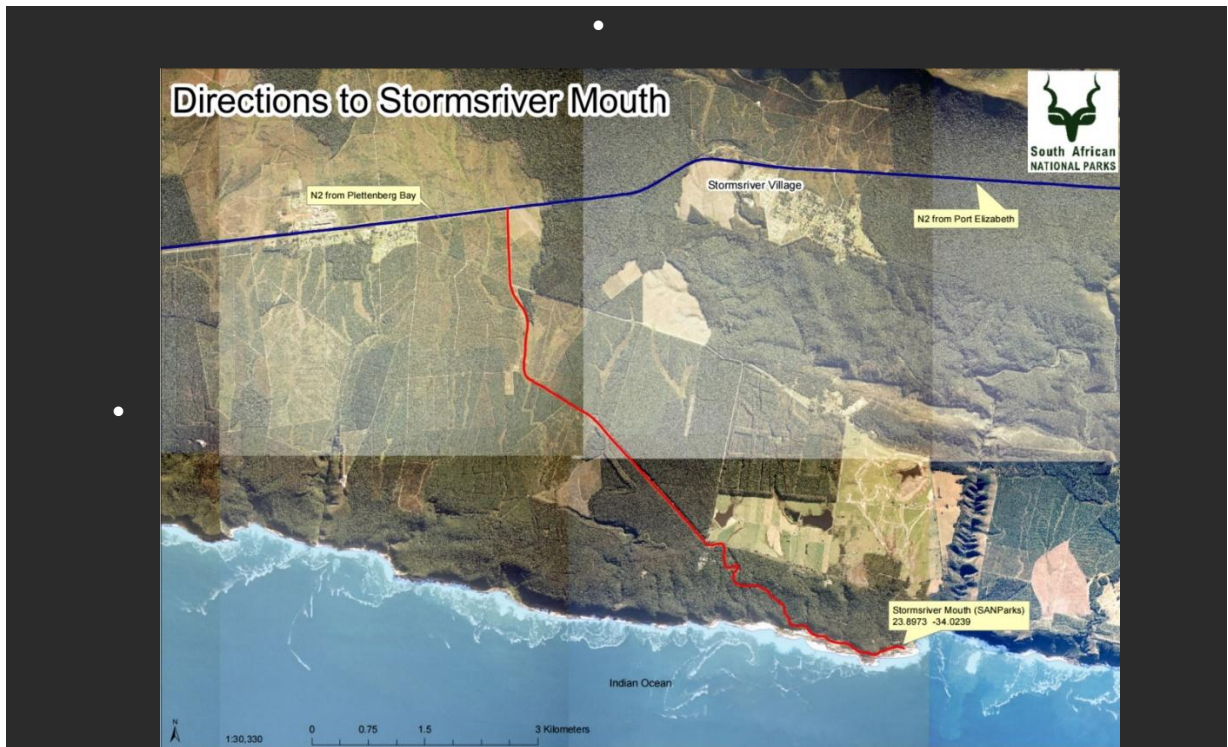 Directions to Stormsriver Mouth
South African
NATIONAL PARKS
Stormsriver Village
N2 from Plettenberg Bay
N2 from Port Elizabeth
Stormsriver Mouth (SANParks)
23.8973 -34.0239
Indian Ocean
N
1:30,330
0 0.75 1.5 3 Kilometers